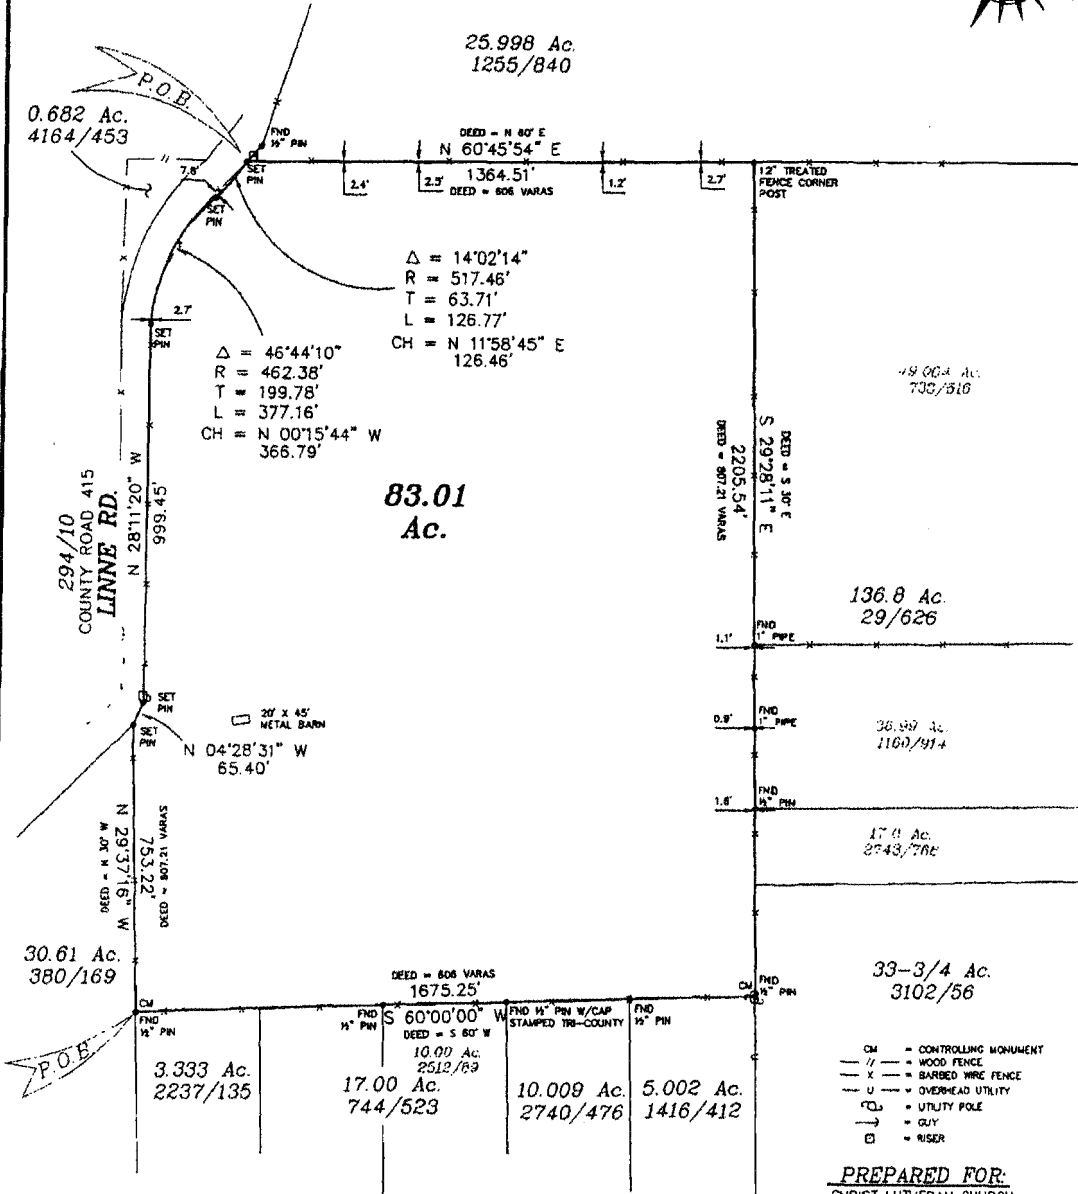 25.998 Ac.
1255/840
P.O.B.
0.682 Ac.
4164/453
FND
½" PIN
SET
PIN
DEED = N 60° E
N 60°45'54" E
1364.51'
DEED = 606 VARAS
2.4'
2.5'
1.2'
2.7'
12" TREATED
FENCE CORNER
POST
7.8'
SET
PIN
Δ = 14°02'14"
R = 517.46'
T = 63.71'
L = 126.77'
CH = N 11°58'45" E
126.46'
2.7'
SET
PIN
Δ = 46°44'10"
R = 462.38'
T = 199.78'
L = 377.16'
CH = N 00°15'44" W
366.79'
83.01
Ac.
294/10
COUNTY ROAD 415
LINNE RD.
N 28°11'20" W
999.45'
DEED = S 30° E
S 29°28'11" E
2205.54'
DEED = 807.21 VARAS
136.8 Ac.
29/626
1.1'
FND
1" PIPE
0.9'
FND
1" PIPE
36.99 Ac.
1160/914
1.6'
FND
½" PIN
17.0 Ac.
SET
PIN
SET
PIN
20' X 45'
METAL BARN
N 04°28'31" W
65.40'
DEED = N 30° W
N 29°37'16" W
753.22'
DEED = 807.21 VARAS
30.61 Ac.
380/169
CM
FND
½" PIN
P.O.B.
DEED = 606 VARAS
1675.25'
S 60°00'00" W
DEED = S 60° W
FND
½" PIN
FND ½" PIN W/CAP
STAMPED TRI-COUNTY
FND
½" PIN
CM
FND
½" PIN
33-3/4 Ac.
3102/56
3.333 Ac.
2237/135
10.00 Ac.
2512/69
17.00 Ac.
744/523
10.009 Ac.
2740/476
5.002 Ac.
1416/412
CM = CONTROLLING MONUMENT
— // — = WOOD FENCE
— X — = BARBED WIRE FENCE
— U — = OVERHEAD UTILITY
= UTILITY POLE
= GUY
= RISER
PREPARED FOR:
CHRIST LUTHERAN CHURCH